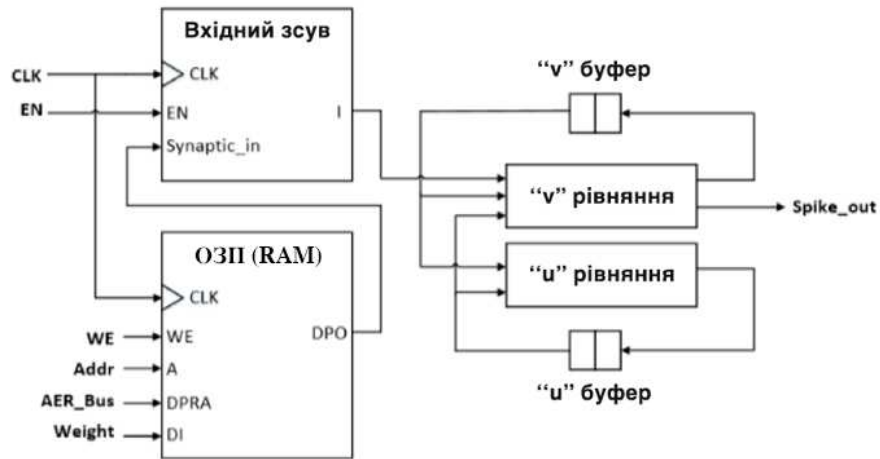 Вхідний зсув
CLK
CLK
EN
EN
I
Synaptic_in
ОЗП (RAM)
CLK
WE
WE
DPO
Addr
A
AER_Bus
DPRA
Weight
DI
“v” буфер
“v” рівняння
Spike_out
“u” рівняння
“u” буфер